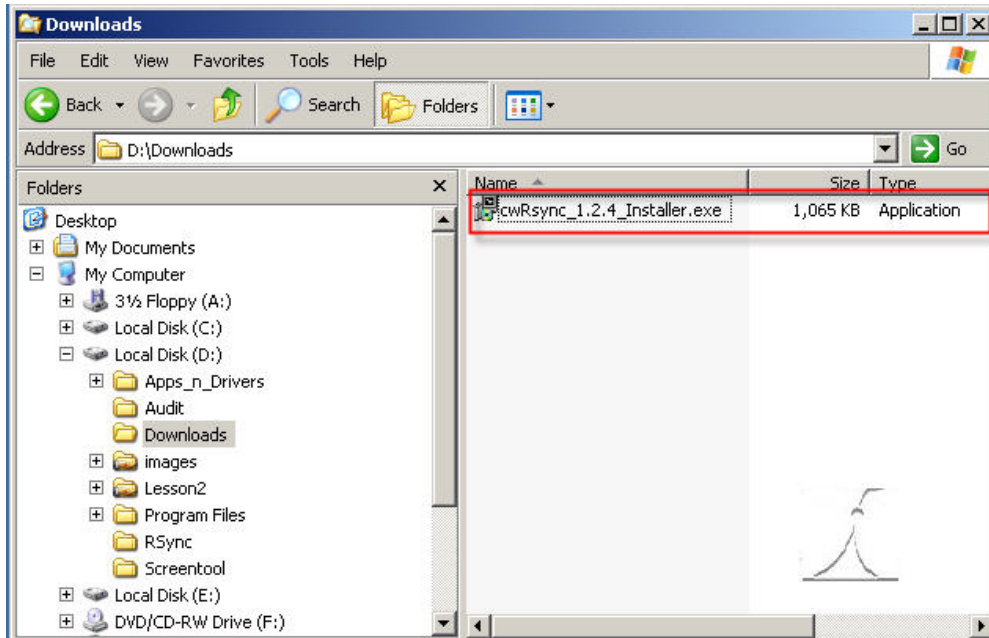 Downloads
File Edit View Favorites Tools Help
Back Search Folders
Address D:\Downloads Go
Folders
Name Size Type
cwRsync_1.2.4_Installer.exe 1,065 KB Application
Desktop
My Documents
My Computer
3½ Floppy (A:)
Local Disk (C:)
Local Disk (D:)
Apps_n_Drivers
Audit
Downloads
images
Lesson2
Program Files
RSync
Screentool
Local Disk (E:)
DVD/CD-RW Drive (F:)